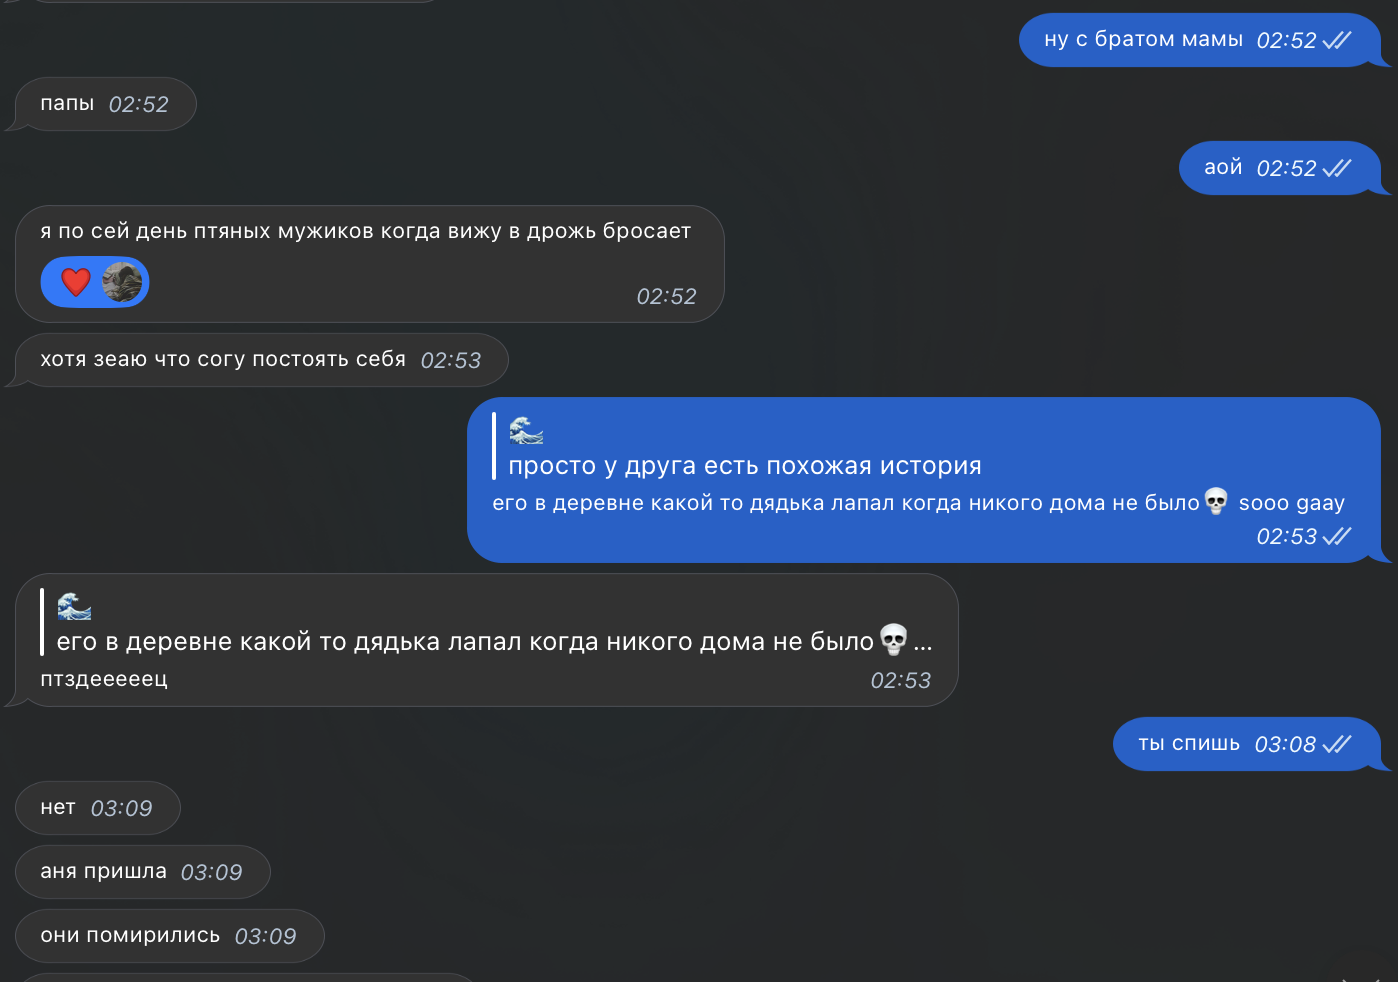 ну с братом мамы 02:52
папы 02:52
аой 02:52
я по сей день птяных мужиков когда вижу в дрожь бросает
02:52
хотя зеаю что согу постоять себя 02:53
🌊
просто у друга есть похожая история
его в деревне какой то дядька лапал когда никого дома не было💀 sooo gaay
02:53
🌊
его в деревне какой то дядька лапал когда никого дома не было💀...
птздеееееец 02:53
ты спишь 03:08
нет 03:09
аня пришла 03:09
они помирились 03:09